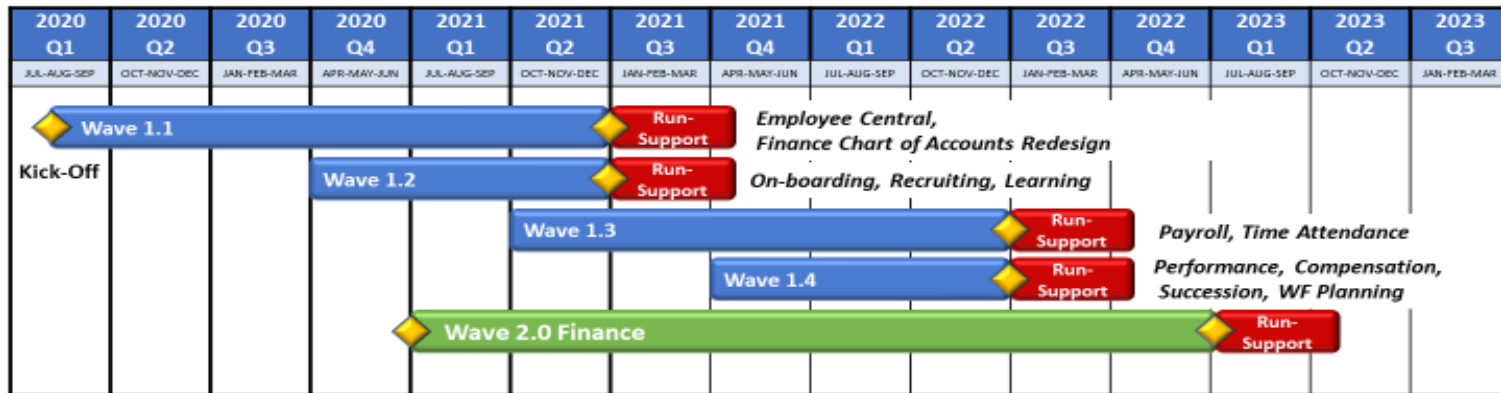 2020 2020 2020 2020 2021 2021 2021 2021 2022 2022 2022 2022 2023 2023 2023
Q1 Q2 Q3 Q4 Q1 Q2 Q3 Q4 Q1 Q2 Q3 Q4 Q1 Q2 Q3
JUL-AUG-SEP OCT-NOV-DEC JAN-FEB-MAR APR-MAY-JUN JUL-AUG-SEP OCT-NOV-DEC JAN-FEB-MAR APR-MAY-JUN JUL-AUG-SEP OCT-NOV-DEC JAN-FEB-MAR APR-MAY-JUN JUL-AUG-SEP OCT-NOV-DEC JAN-FEB-MAR
Wave 1.1
Run-
Support
Employee Central,
Finance Chart of Accounts Redesign
Kick-Off
Wave 1.2
Run-
Support
On-boarding, Recruiting, Learning
Wave 1.3
Run-
Support
Payroll, Time Attendance
Wave 1.4
Run-
Support
Performance, Compensation,
Succession, WF Planning
Wave 2.0 Finance
Run-
Support